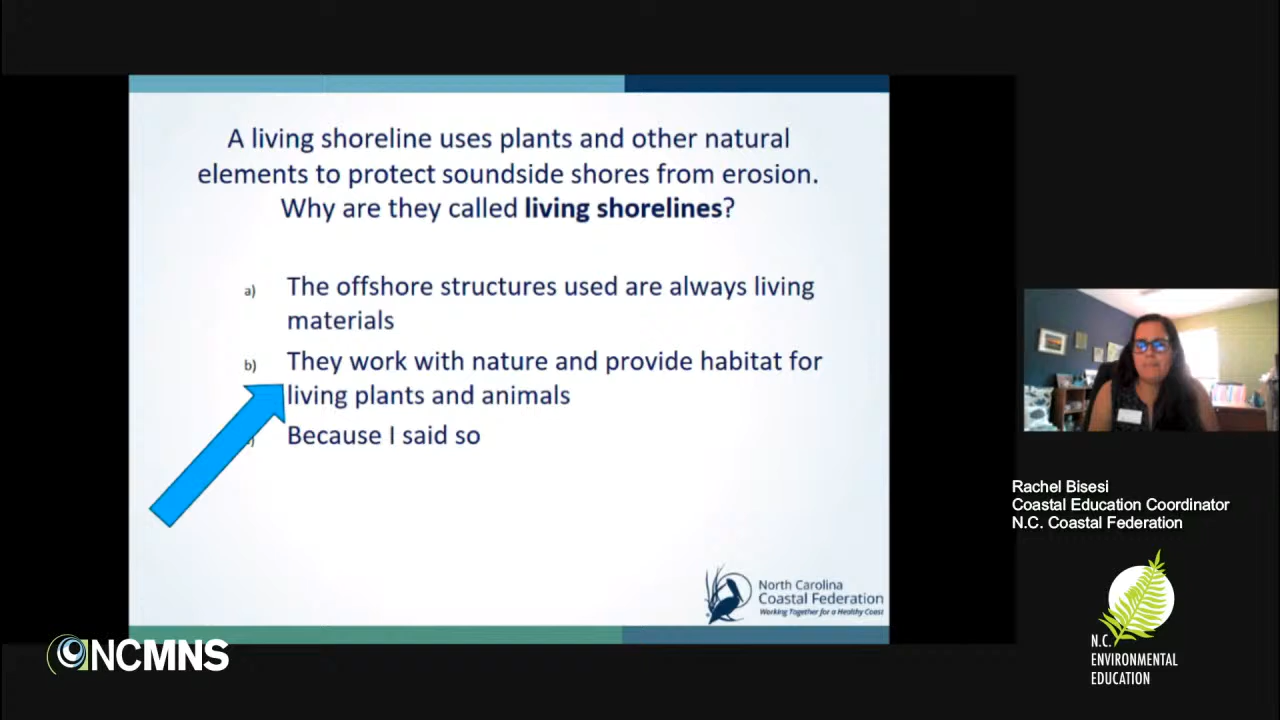 A living shoreline uses plants and other natural
elements to protect soundside shores from erosion.
Why are they called living shorelines?
a) The offshore structures used are always living
materials
b) They work with nature and provide habitat for
living plants and animals
Because I said so
North Carolina
Coastal Federation
Working Together for a Healthy Coast
Rachel Bisesi
Coastal Education Coordinator
N.C. Coastal Federation
NCMNS
N.C.
ENVIRONMENTAL
EDUCATION